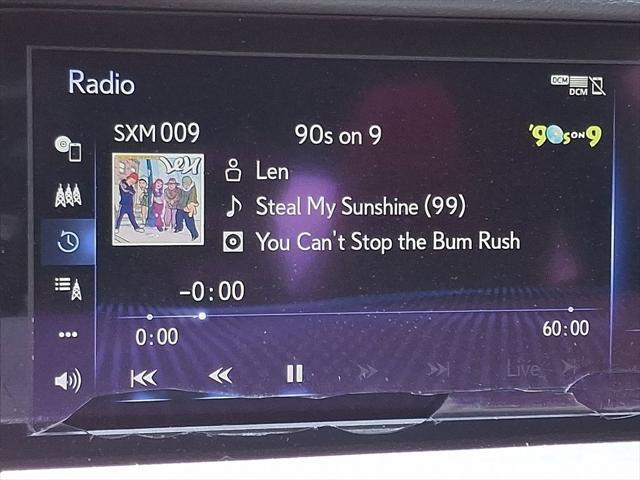 Radio
DCM
DCM
SXM 009
90s on 9
'90s ON 9
LEN
Len
Steal My Sunshine (99)
You Can't Stop the Bum Rush
-0:00
0:00
60:00
Live